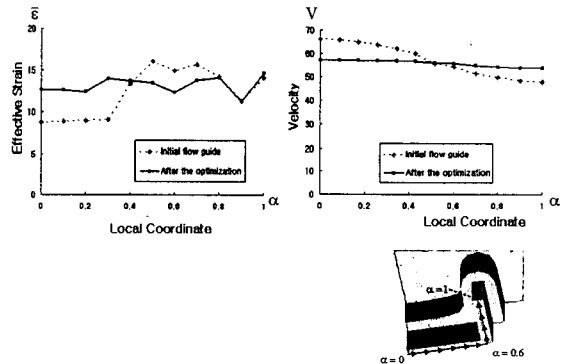 ε̄
20
15
10
5
0
Effective Strain
Initial flow guide
After the optimization
0 0.2 0.4 0.6 0.8 1 α
Local Coordinate
V
70
60
50
40
30
20
10
0
Velocity
Initial flow guide
After the optimization
0 0.2 0.4 0.6 0.8 1 α
Local Coordinate
α=1
α=0
α=0.6